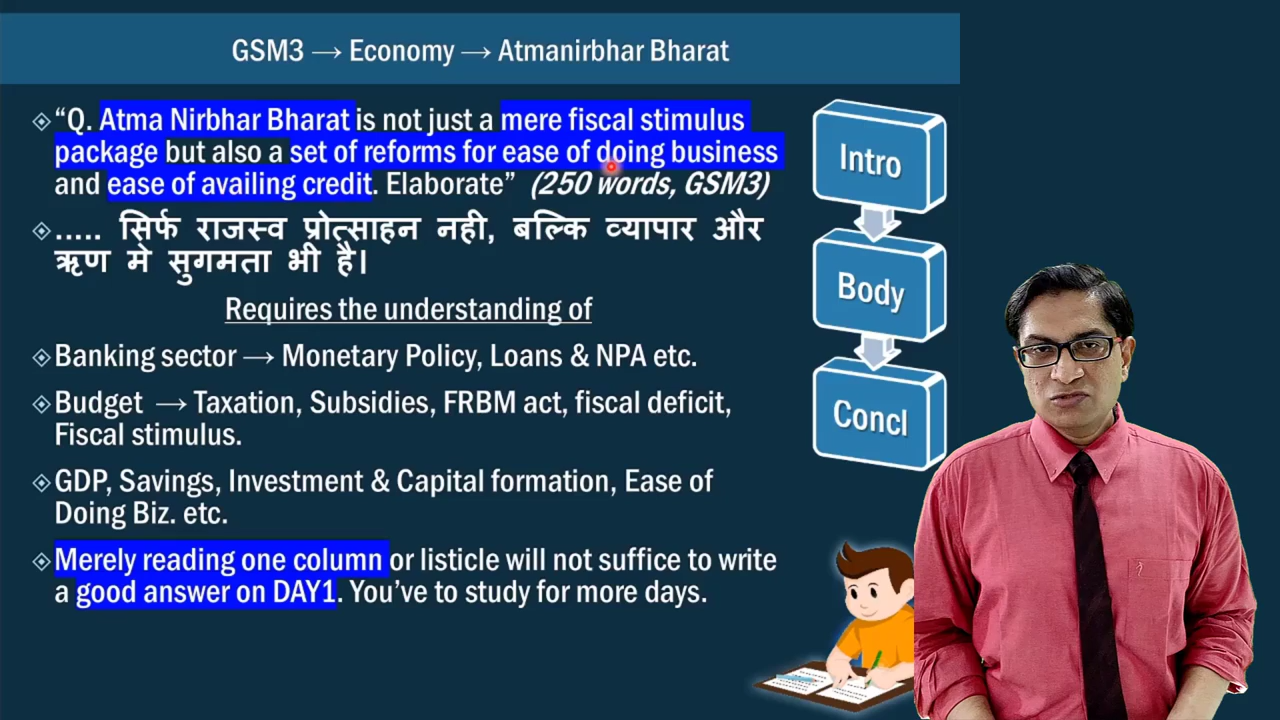 GSM3 → Economy → Atmanirbhar Bharat
“Q. Atma Nirbhar Bharat is not just a mere fiscal stimulus
package but also a set of reforms for ease of doing business
and ease of availing credit. Elaborate” (250 words, GSM3)
..... सिर्फ राजस्व प्रोत्साहन नही, बल्कि व्यापार और
ऋण मे सुगमता भी है।
Requires the understanding of
Banking sector → Monetary Policy, Loans & NPA etc.
Budget → Taxation, Subsidies, FRBM act, fiscal deficit,
Fiscal stimulus.
GDP, Savings, Investment & Capital formation, Ease of
Doing Biz. etc.
Merely reading one column or listicle will not suffice to write
a good answer on DAY1. You’ve to study for more days.
Intro
Body
Concl